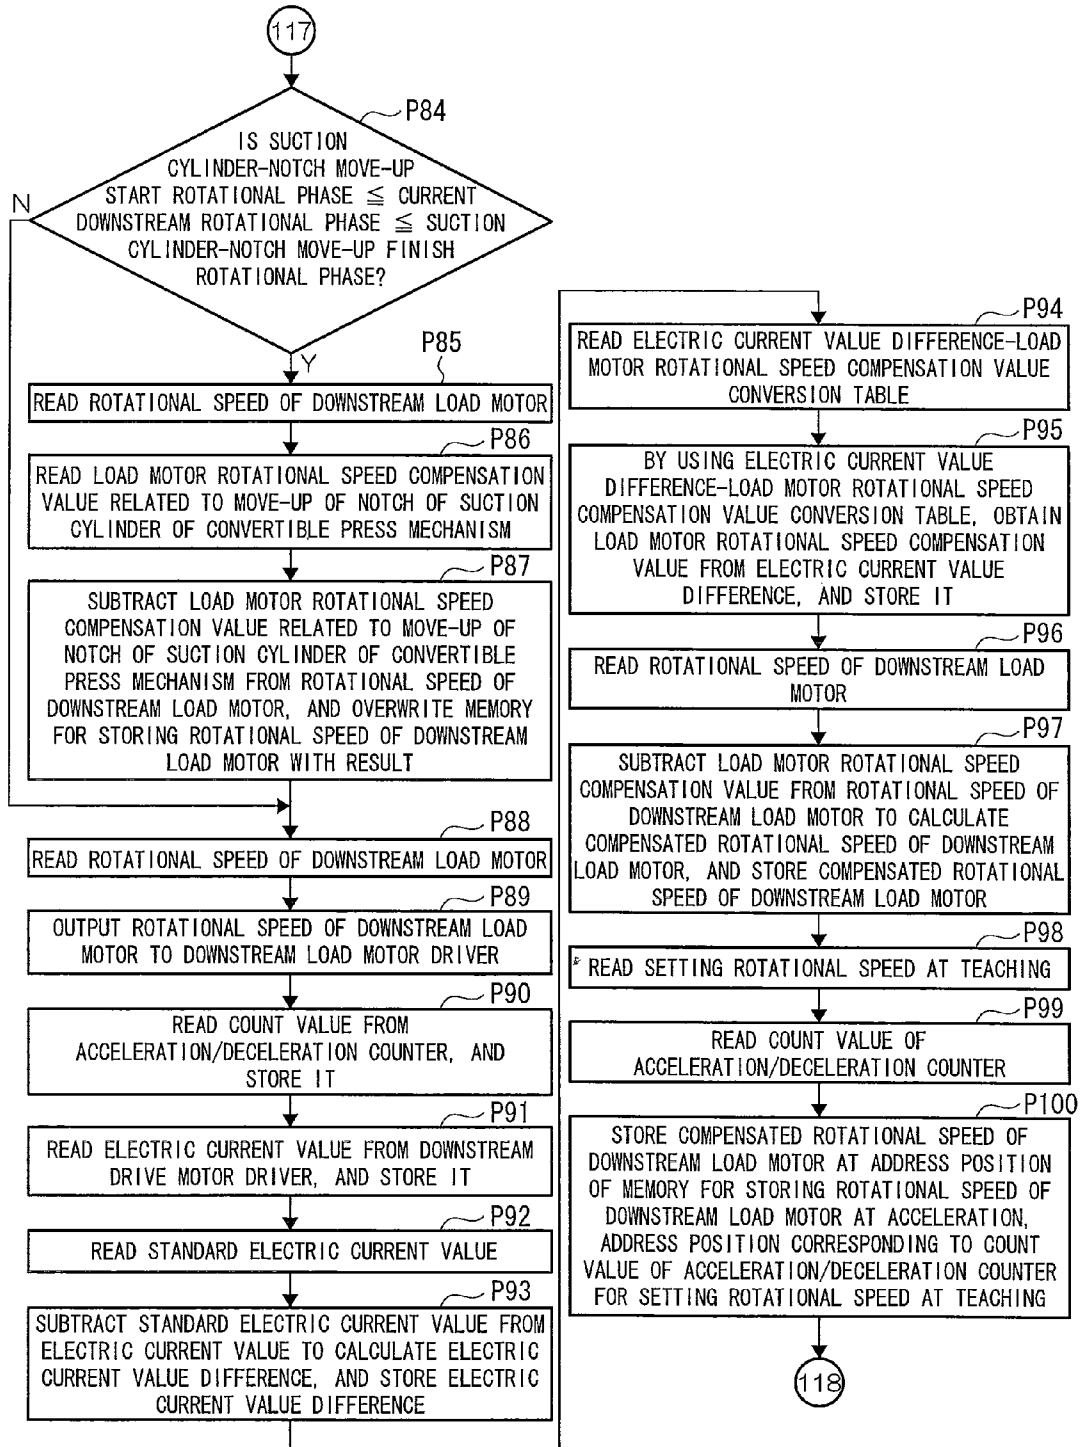 117
P84
IS SUCTION
CYLINDER-NOTCH MOVE-UP
START ROTATIONAL PHASE ≦ CURRENT
DOWNSTREAM ROTATIONAL PHASE ≦ SUCTION
CYLINDER-NOTCH MOVE-UP FINISH
ROTATIONAL PHASE?
N
Y
P85
READ ROTATIONAL SPEED OF DOWNSTREAM LOAD MOTOR
P86
READ LOAD MOTOR ROTATIONAL SPEED COMPENSATION
VALUE RELATED TO MOVE-UP OF NOTCH OF SUCTION
CYLINDER OF CONVERTIBLE PRESS MECHANISM
P87
SUBTRACT LOAD MOTOR ROTATIONAL SPEED
COMPENSATION VALUE RELATED TO MOVE-UP OF
NOTCH OF SUCTION CYLINDER OF CONVERTIBLE
PRESS MECHANISM FROM ROTATIONAL SPEED OF
DOWNSTREAM LOAD MOTOR, AND OVERWRITE MEMORY
FOR STORING ROTATIONAL SPEED OF DOWNSTREAM
LOAD MOTOR WITH RESULT
P88
READ ROTATIONAL SPEED OF DOWNSTREAM LOAD MOTOR
P89
OUTPUT ROTATIONAL SPEED OF DOWNSTREAM LOAD
MOTOR TO DOWNSTREAM LOAD MOTOR DRIVER
P90
READ COUNT VALUE FROM
ACCELERATION/DECELERATION COUNTER, AND
STORE IT
P91
READ ELECTRIC CURRENT VALUE FROM DOWNSTREAM
DRIVE MOTOR DRIVER, AND STORE IT
P92
READ STANDARD ELECTRIC CURRENT VALUE
P93
SUBTRACT STANDARD ELECTRIC CURRENT VALUE FROM
ELECTRIC CURRENT VALUE TO CALCULATE ELECTRIC
CURRENT VALUE DIFFERENCE, AND STORE ELECTRIC
CURRENT VALUE DIFFERENCE
P94
READ ELECTRIC CURRENT VALUE DIFFERENCE-LOAD
MOTOR ROTATIONAL SPEED COMPENSATION VALUE
CONVERSION TABLE
P95
BY USING ELECTRIC CURRENT VALUE
DIFFERENCE-LOAD MOTOR ROTATIONAL SPEED
COMPENSATION VALUE CONVERSION TABLE, OBTAIN
LOAD MOTOR ROTATIONAL SPEED COMPENSATION
VALUE FROM ELECTRIC CURRENT VALUE
DIFFERENCE, AND STORE IT
P96
READ ROTATIONAL SPEED OF DOWNSTREAM LOAD
MOTOR
P97
SUBTRACT LOAD MOTOR ROTATIONAL SPEED
COMPENSATION VALUE FROM ROTATIONAL SPEED OF
DOWNSTREAM LOAD MOTOR TO CALCULATE
COMPENSATED ROTATIONAL SPEED OF DOWNSTREAM
LOAD MOTOR, AND STORE COMPENSATED ROTATIONAL
SPEED OF DOWNSTREAM LOAD MOTOR
P98
READ SETTING ROTATIONAL SPEED AT TEACHING
P99
READ COUNT VALUE OF
ACCELERATION/DECELERATION COUNTER
P100
STORE COMPENSATED ROTATIONAL SPEED OF
DOWNSTREAM LOAD MOTOR AT ADDRESS POSITION
OF MEMORY FOR STORING ROTATIONAL SPEED OF
DOWNSTREAM LOAD MOTOR AT ACCELERATION,
ADDRESS POSITION CORRESPONDING TO COUNT
VALUE OF ACCELERATION/DECELERATION COUNTER
FOR SETTING ROTATIONAL SPEED AT TEACHING
118